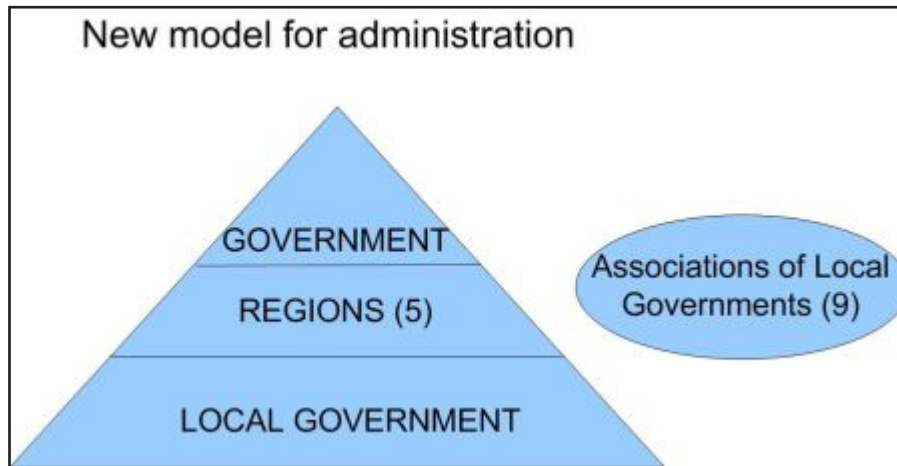 New model for administration
GOVERNMENT
REGIONS (5)
LOCAL GOVERNMENT
Associations of Local
Governments (9)